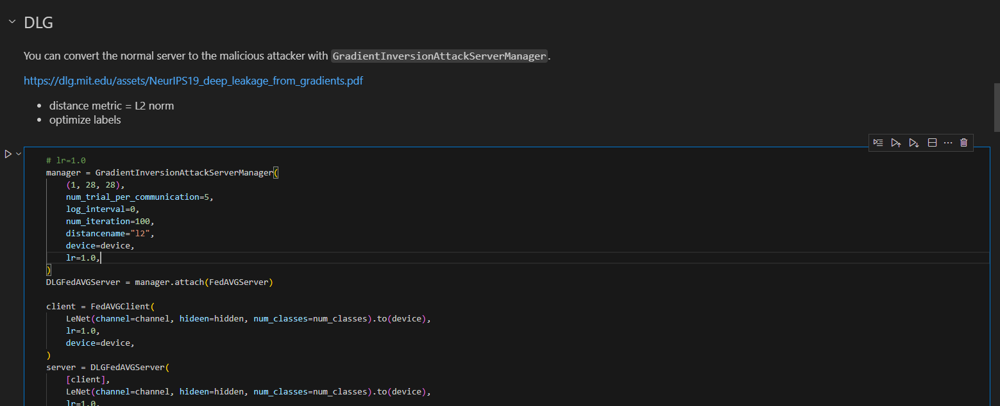 DLG
You can convert the normal server to the malicious attacker with GradientInversionAttackServerManager.
https://dlg.mit.edu/assets/NeurIPS19_deep_leakage_from_gradients.pdf
• distance metric = L2 norm
• optimize labels
# lr=1.0
manager = GradientInversionAttackServerManager(
    (1, 28, 28),
    num_trial_per_communication=5,
    log_interval=0,
    num_iteration=100,
    distancename="l2",
    device=device,
    lr=1.0,
)
DLGFedAVGServer = manager.attach(FedAVGServer)
client = FedAVGClient(
    LeNet(channel=channel, hideen=hidden, num_classes=num_classes).to(device),
    lr=1.0,
    device=device,
)
server = DLGFedAVGServer(
    [client],
    LeNet(channel=channel, hideen=hidden, num_classes=num_classes).to(device),
    lr=1.0,